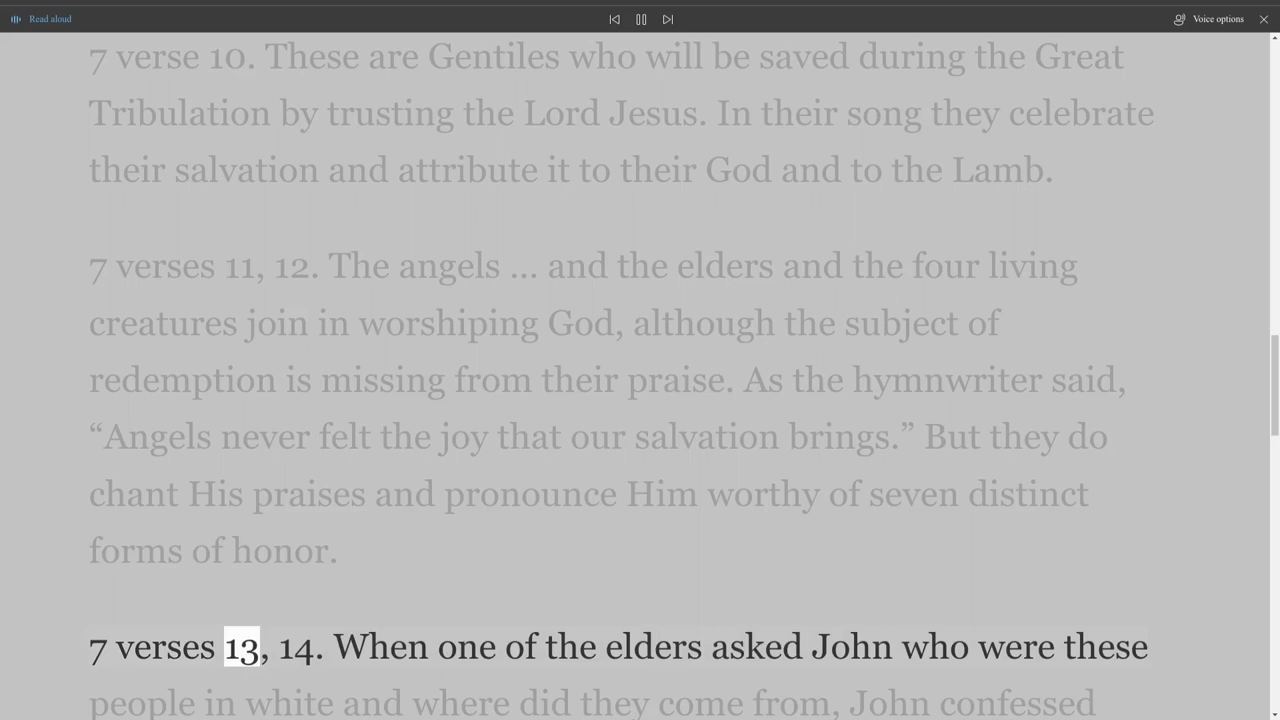 Read aloud
Voice options
7 verse 10. These are Gentiles who will be saved during the Great
Tribulation by trusting the Lord Jesus. In their song they celebrate
their salvation and attribute it to their God and to the Lamb.
7 verses 11, 12. The angels ... and the elders and the four living
creatures join in worshiping God, although the subject of
redemption is missing from their praise. As the hymnwriter said,
“Angels never felt the joy that our salvation brings.” But they do
chant His praises and pronounce Him worthy of seven distinct
forms of honor.
7 verses 13, 14. When one of the elders asked John who were these
people in white and where did they come from, John confessed